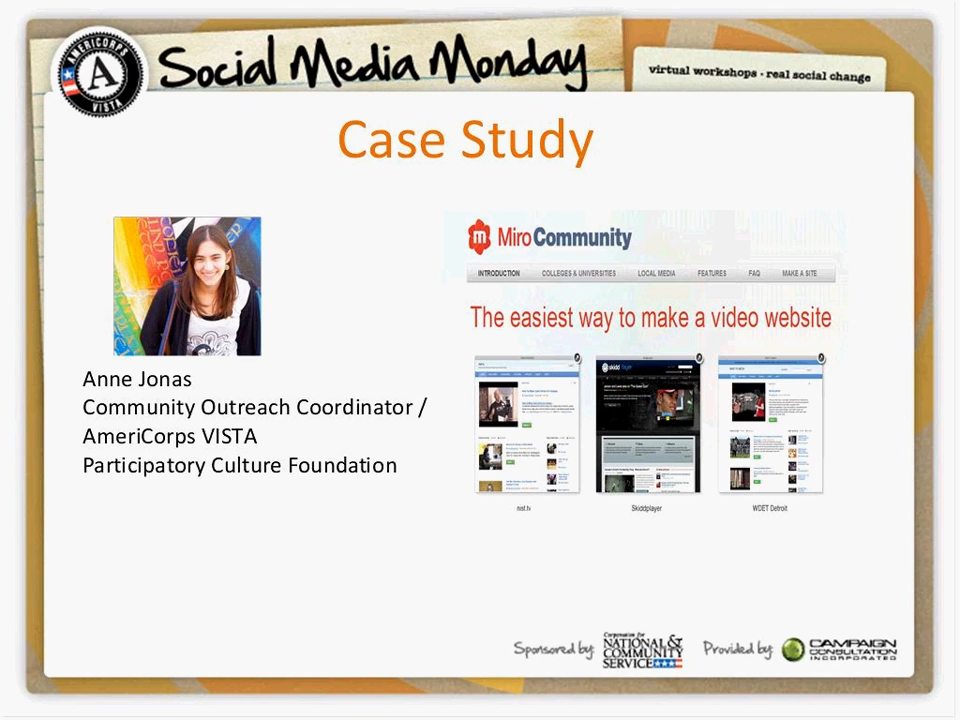 AMERICORPS
A
VISTA
Social Media Monday
virtual workshops • real social change
Case Study
Anne Jonas
Community Outreach Coordinator /
AmeriCorps VISTA
Participatory Culture Foundation
m MiroCommunity
INTRODUCTION COLLEGES & UNIVERSITIES LOCAL MEDIA FEATURES FAQ MAKE A SITE
The easiest way to make a video website
Skiddplayer WDET Detroit
Sponsored by:
Corporation for
NATIONAL &
COMMUNITY
SERVICE
Provided by:
CAMPAIGN
CONSULTATION
INCORPORATED